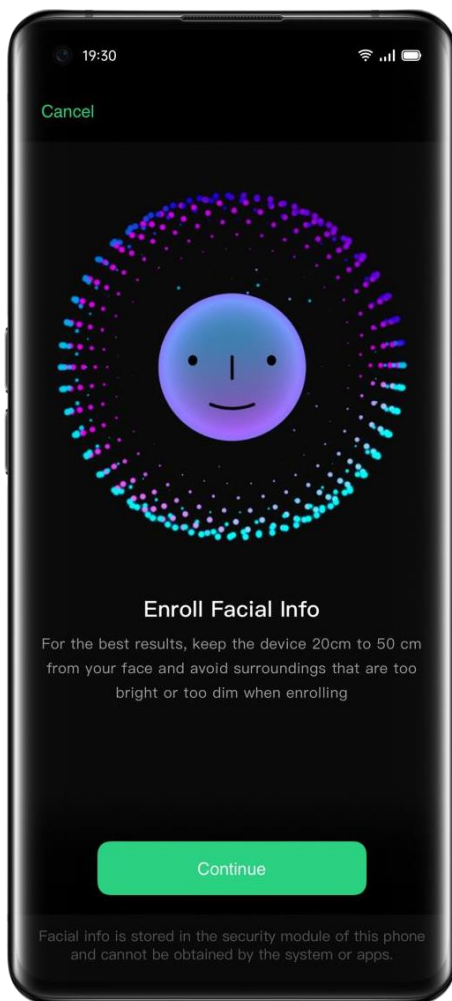 19:30
Cancel
Enroll Facial Info
For the best results, keep the device 20cm to 50 cm
from your face and avoid surroundings that are too
bright or too dim when enrolling
Continue
Facial info is stored in the security module of this phone
and cannot be obtained by the system or apps.